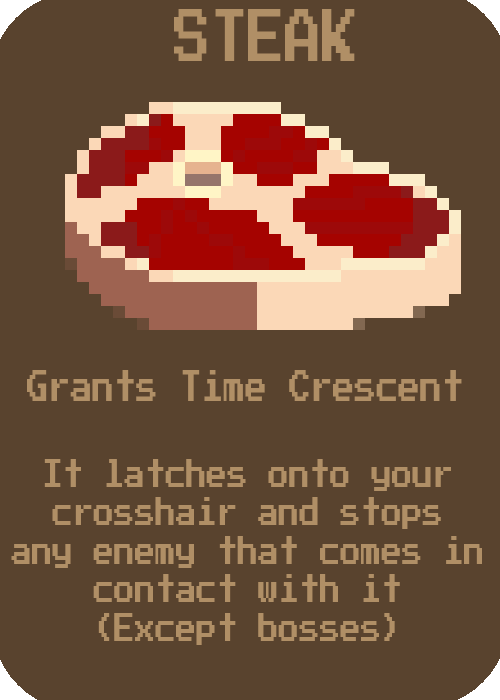 STEAK
Grants Time Crescent
It latches onto your
crosshair and stops
any enemy that comes in
contact with it
(Except bosses)